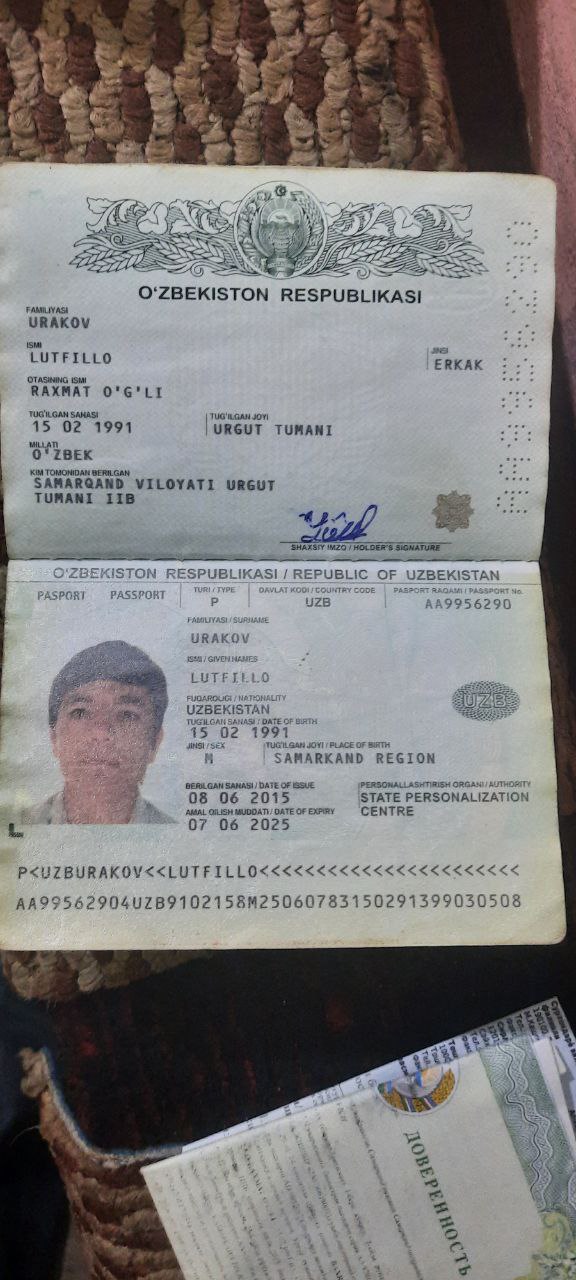 O‘ZBEKISTON RESPUBLIKASI
FAMILIYASI
URAKOV
ISMI
LUTFILLO
JINSI
ERKAK
OTASINING ISMI
RAXMAT O'G'LI
TUG'ILGAN SANASI
15 02 1991
TUG'ILGAN JOYI
URGUT TUMANI
MILLATI
O'ZBEK
KIM TOMONIDAN BERILGAN
SAMARQAND VILOYATI URGUT
TUMANI IIB
SHAXSIY IMZO / HOLDER'S SIGNATURE
AA9956290
O‘ZBEKISTON RESPUBLIKASI / REPUBLIC OF UZBEKISTAN
PASPORT PASSPORT
TURI / TYPE
P
DAVLAT KODI / COUNTRY CODE
UZB
PASPORT RAQAMI / PASSPORT No.
AA9956290
FAMILIYASI / SURNAME
URAKOV
ISMI / GIVEN NAMES
LUTFILLO
FUQAROLIGI / NATIONALITY
UZBEKISTAN
UZB
TUG'ILGAN SANASI / DATE OF BIRTH
15 02 1991
JINSI / SEX
M
TUG'ILGAN JOYI / PLACE OF BIRTH
SAMARKAND REGION
BERILGAN SANASI / DATE OF ISSUE
08 06 2015
PERSONALLASHTIRISH ORGANI / AUTHORITY
STATE PERSONALIZATION
CENTRE
AMAL QILISH MUDDATI / DATE OF EXPIRY
07 06 2025
P<UZBURAKOV<<LUTFILLO<<<<<<<<<<<<<<<<<<<<<<<
AA99562904UZB9102158M25060783150291399030508
ДОВЕРЕННОСТЬ